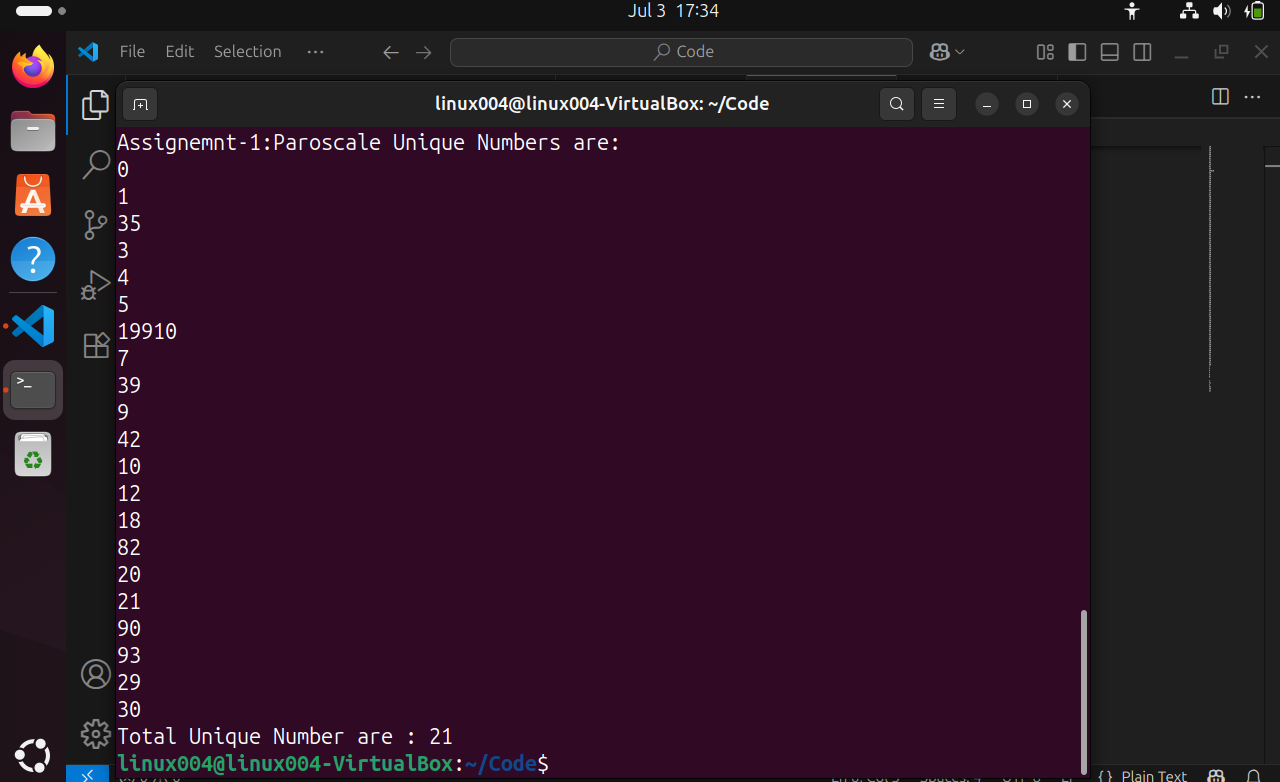 Jul 3 17:34
File Edit Selection ···
Code
linux004@linux004-VirtualBox: ~/Code
Assignemnt-1:Paroscale Unique Numbers are:
0
1
35
3
4
5
19910
7
39
9
42
10
12
18
82
20
21
90
93
29
30
Total Unique Number are : 21
linux004@linux004-VirtualBox:~/Code$
{} Plain Text